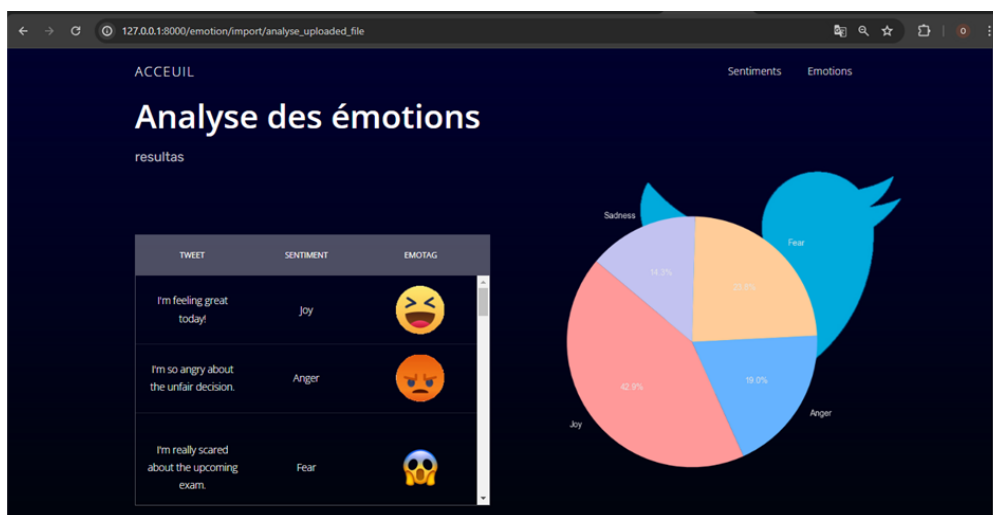 127.0.0.1:8000/emotion/import/analyse_uploaded_file
ACCEUIL
Sentiments
Emotions
Analyse des émotions
resultas
TWEET
SENTIMENT
EMOTAG
I'm feeling great
today!
Joy
I'm so angry about
the unfair decision.
Anger
I'm really scared
about the upcoming
exam.
Fear
Sadness
14.3%
Fear
42.9%
19.0%
Joy
Anger